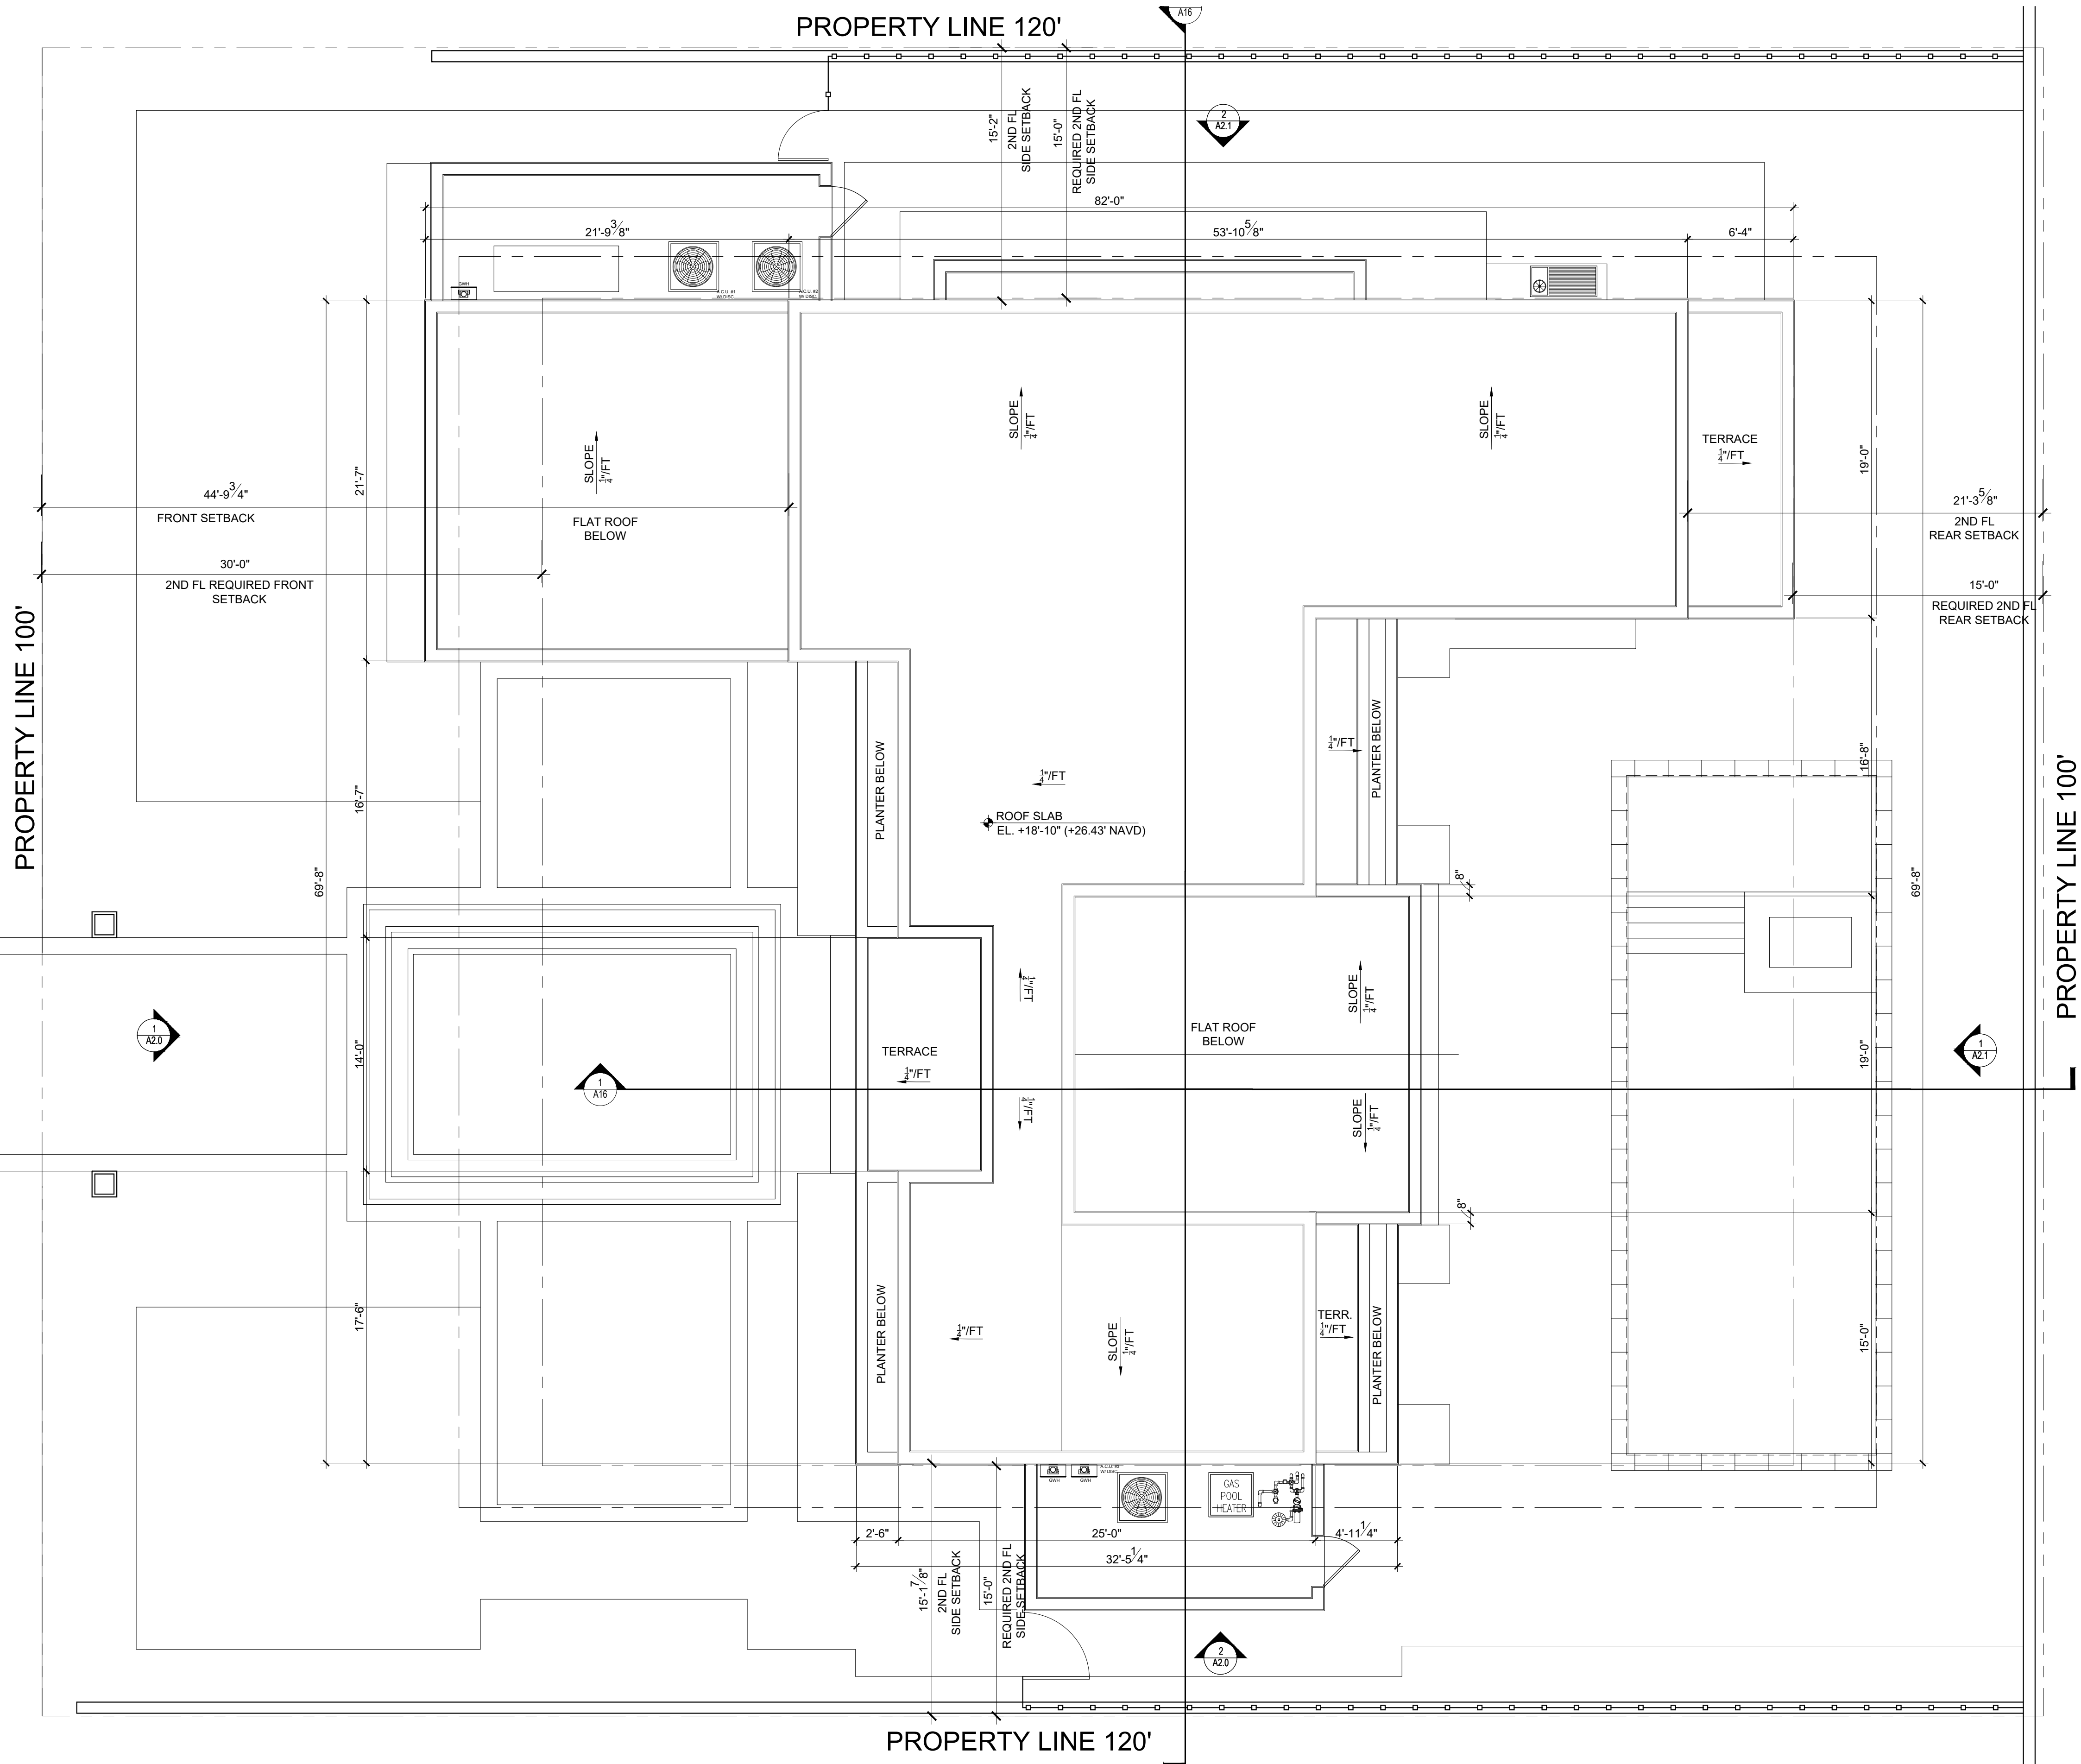 PROPERTY LINE 120'
A16
15'-2"
2ND FL
SIDE SETBACK
15'-0"
REQUIRED 2ND FL
SIDE SETBACK
2
A2.1
82'-0"
21'-9 3/8"
53'-10 5/8"
6'-4"
GWH
A.C.U. #1
W/ DISC.
A.C.U. #2
W/ DISC.
SLOPE
1/4"/FT
SLOPE
1/4"/FT
SLOPE
1/4"/FT
TERRACE
1/4"/FT
21'-7"
19'-0"
44'-9 3/4"
FRONT SETBACK
FLAT ROOF
BELOW
21'-3 5/8"
2ND FL
REAR SETBACK
30'-0"
2ND FL REQUIRED FRONT
SETBACK
15'-0"
REQUIRED 2ND FL
REAR SETBACK
PROPERTY LINE 100'
PROPERTY LINE 100'
PLANTER BELOW
1/4"/FT
PLANTER BELOW
16'-8"
16'-7"
1/4"/FT
ROOF SLAB
EL. +18'-10" (+26.43' NAVD)
69'-8"
8"
69'-8"
1/4"/FT
SLOPE
1/4"/FT
1
A2.0
14'-0"
TERRACE
1/4"/FT
FLAT ROOF
BELOW
19'-0"
1
A2.1
1
A16
1/4"/FT
SLOPE
1/4"/FT
8"
17'-6"
PLANTER BELOW
1/4"/FT
SLOPE
1/4"/FT
TERR.
1/4"/FT
PLANTER BELOW
15'-0"
GWH
GWH
A.C.U. #3
W/ DISC.
GAS
POOL
HEATER
2'-6"
25'-0"
4'-11 1/4"
32'-5 1/4"
15'-1 7/8"
2ND FL
SIDE SETBACK
15'-0"
REQUIRED 2ND FL
SIDE SETBACK
2
A2.0
PROPERTY LINE 120'